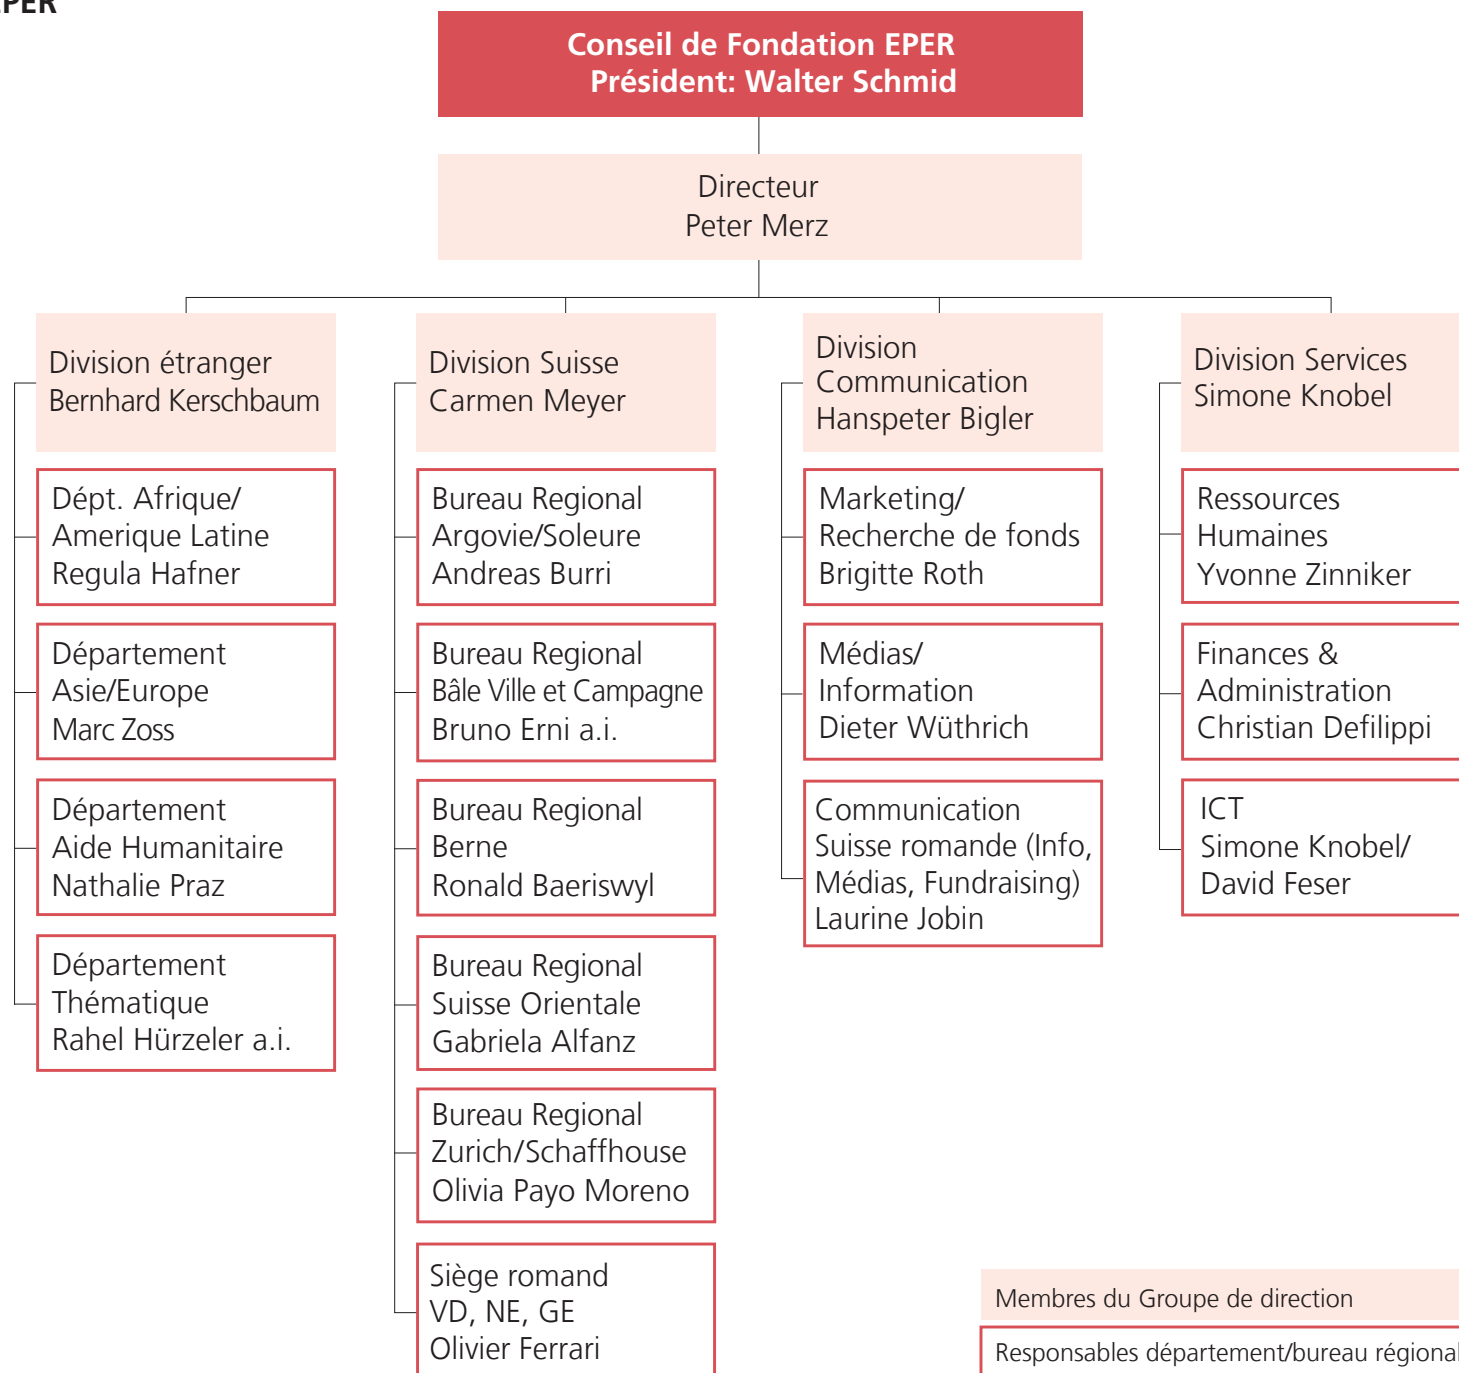 EPER
Conseil de Fondation EPER
Président: Walter Schmid
Directeur
Peter Merz
Division étranger
Bernhard Kerschbaum
Dépt. Afrique/
Amerique Latine
Regula Hafner
Département
Asie/Europe
Marc Zoss
Département
Aide Humanitaire
Nathalie Praz
Département
Thématique
Rahel Hürzeler a.i.
Division Suisse
Carmen Meyer
Bureau Regional
Argovie/Soleure
Andreas Burri
Bureau Regional
Bâle Ville et Campagne
Bruno Erni a.i.
Bureau Regional
Berne
Ronald Baeriswyl
Bureau Regional
Suisse Orientale
Gabriela Alfanz
Bureau Regional
Zurich/Schaffhouse
Olivia Payo Moreno
Siège romand
VD, NE, GE
Olivier Ferrari
Division
Communication
Hanspeter Bigler
Marketing/
Recherche de fonds
Brigitte Roth
Médias/
Information
Dieter Wüthrich
Communication
Suisse romande (Info,
Médias, Fundraising)
Laurine Jobin
Division Services
Simone Knobel
Ressources
Humaines
Yvonne Zinniker
Finances &
Administration
Christian Defilippi
ICT
Simone Knobel/
David Feser
Membres du Groupe de direction
Responsables département/bureau régional